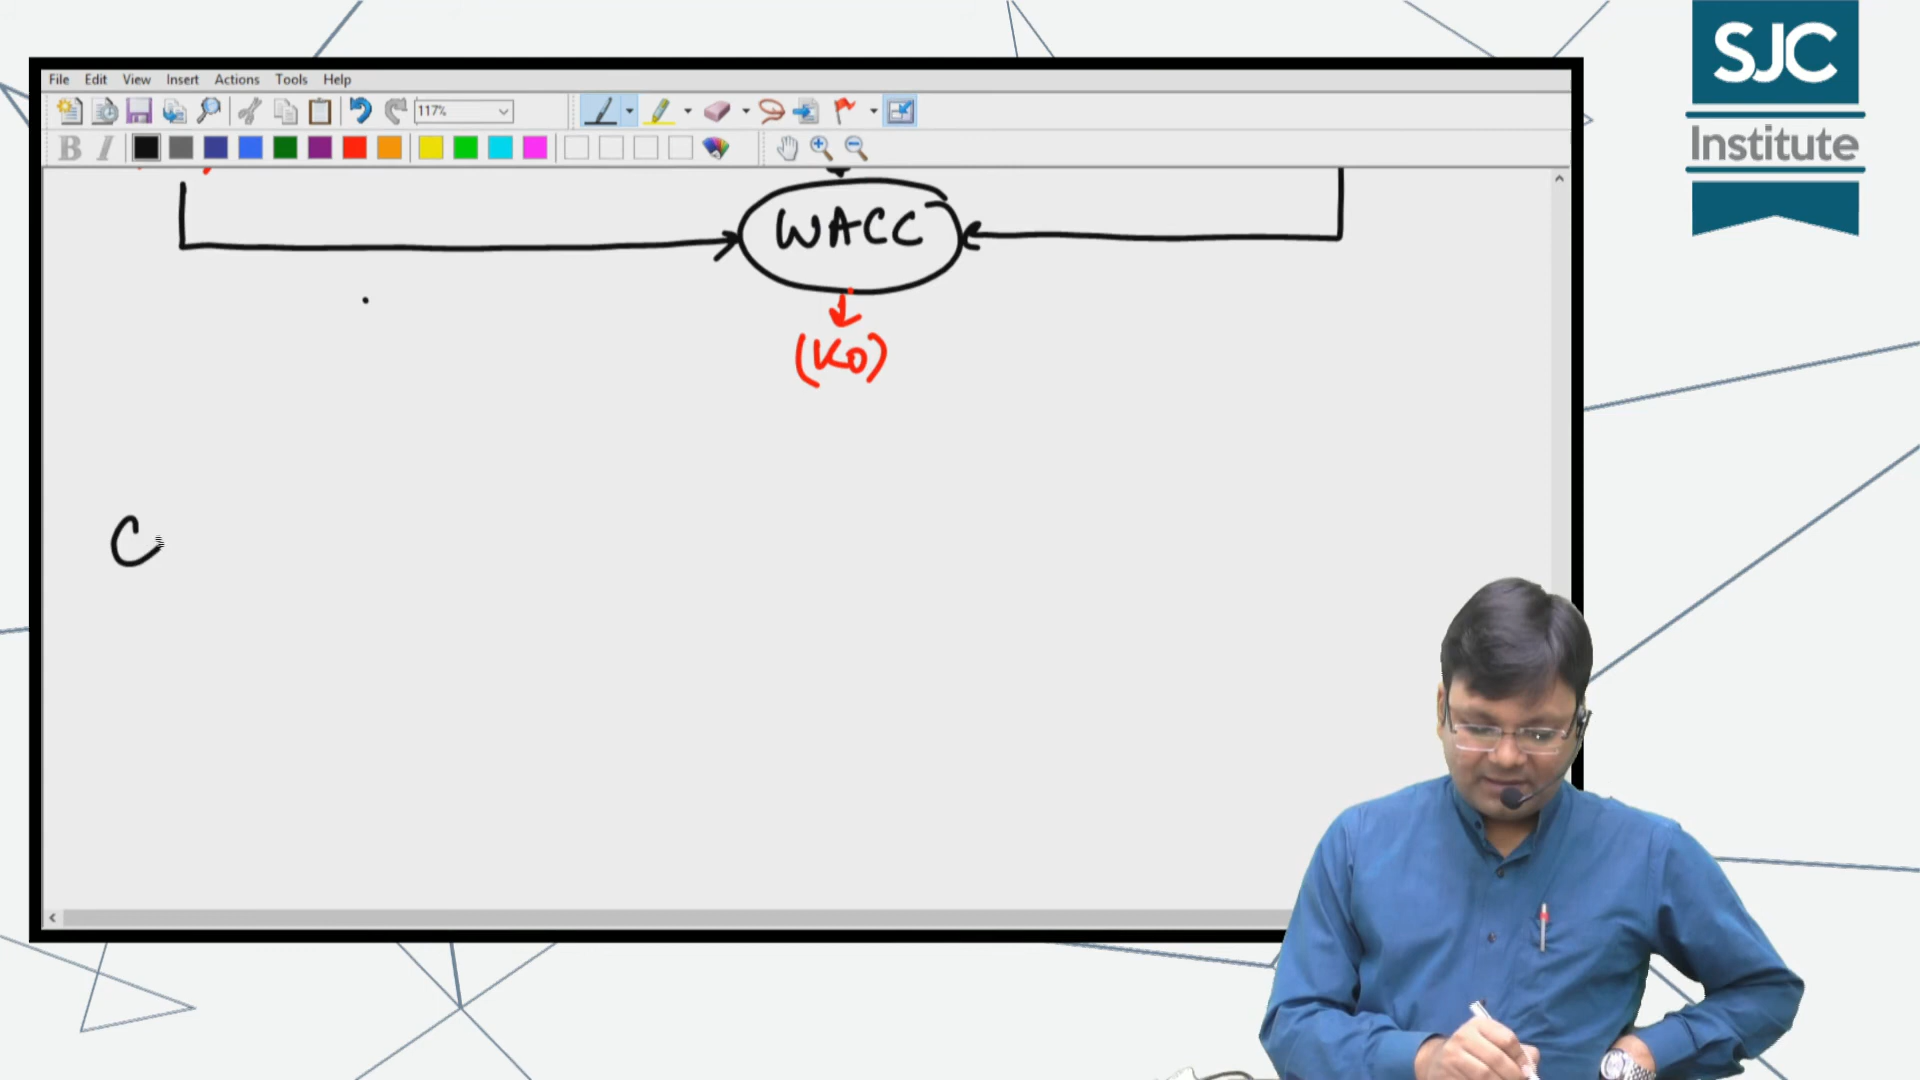 SJC
Institute
File Edit View Insert Actions Tools Help
117%
B I
WACC
(Ko)
C